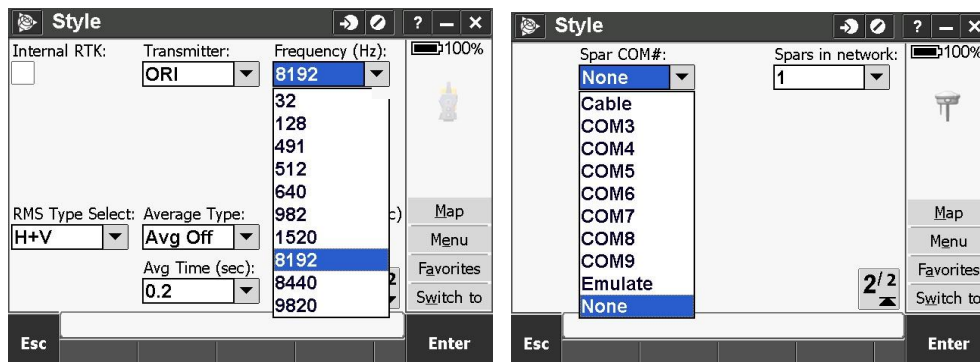 Style
? – ×
Internal RTK:
Transmitter:
Frequency (Hz):
100%
ORI
8192
32
128
491
512
640
982
1520
8192
8440
9820
RMS Type Select:
Average Type:
c)
H+V
Avg Off
Avg Time (sec):
0.2
2
Map
Menu
Favorites
Switch to
Esc
Enter
Style
? – ×
Spar COM#:
Spars in network:
100%
None
1
Cable
COM3
COM4
COM5
COM6
COM7
COM8
COM9
Emulate
None
2/2
Map
Menu
Favorites
Switch to
Esc
Enter